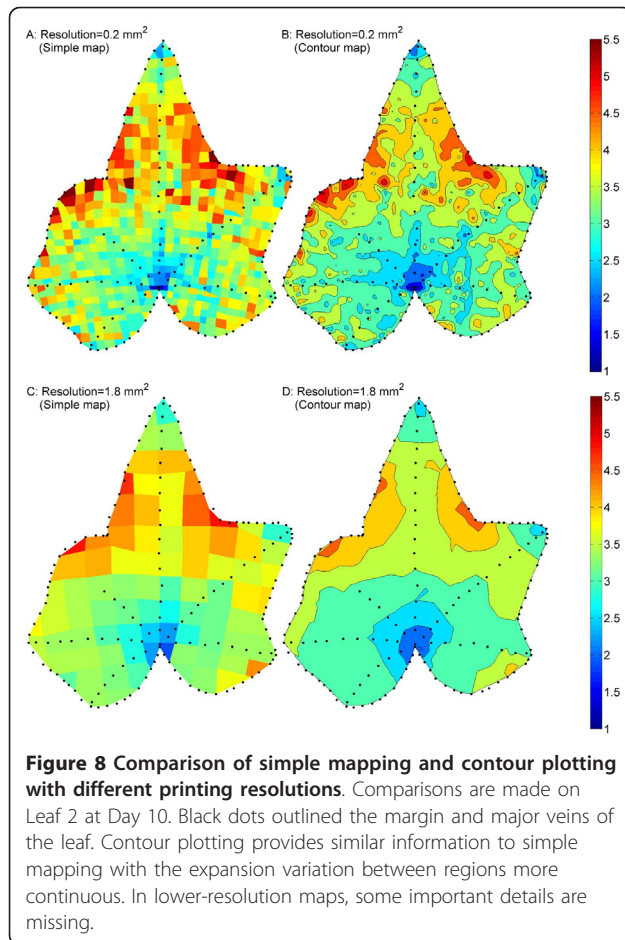 A: Resolution=0.2 mm²
(Simple map)
B: Resolution=0.2 mm²
(Contour map)
5.5
5
4.5
4
3.5
3
2.5
2
1.5
1
C: Resolution=1.8 mm²
(Simple map)
D: Resolution=1.8 mm²
(Contour map)
5.5
5
4.5
4
3.5
3
2.5
2
1.5
1
Figure 8 Comparison of simple mapping and contour plotting
with different printing resolutions. Comparisons are made on
Leaf 2 at Day 10. Black dots outlined the margin and major veins of
the leaf. Contour plotting provides similar information to simple
mapping with the expansion variation between regions more
continuous. In lower-resolution maps, some important details are
missing.